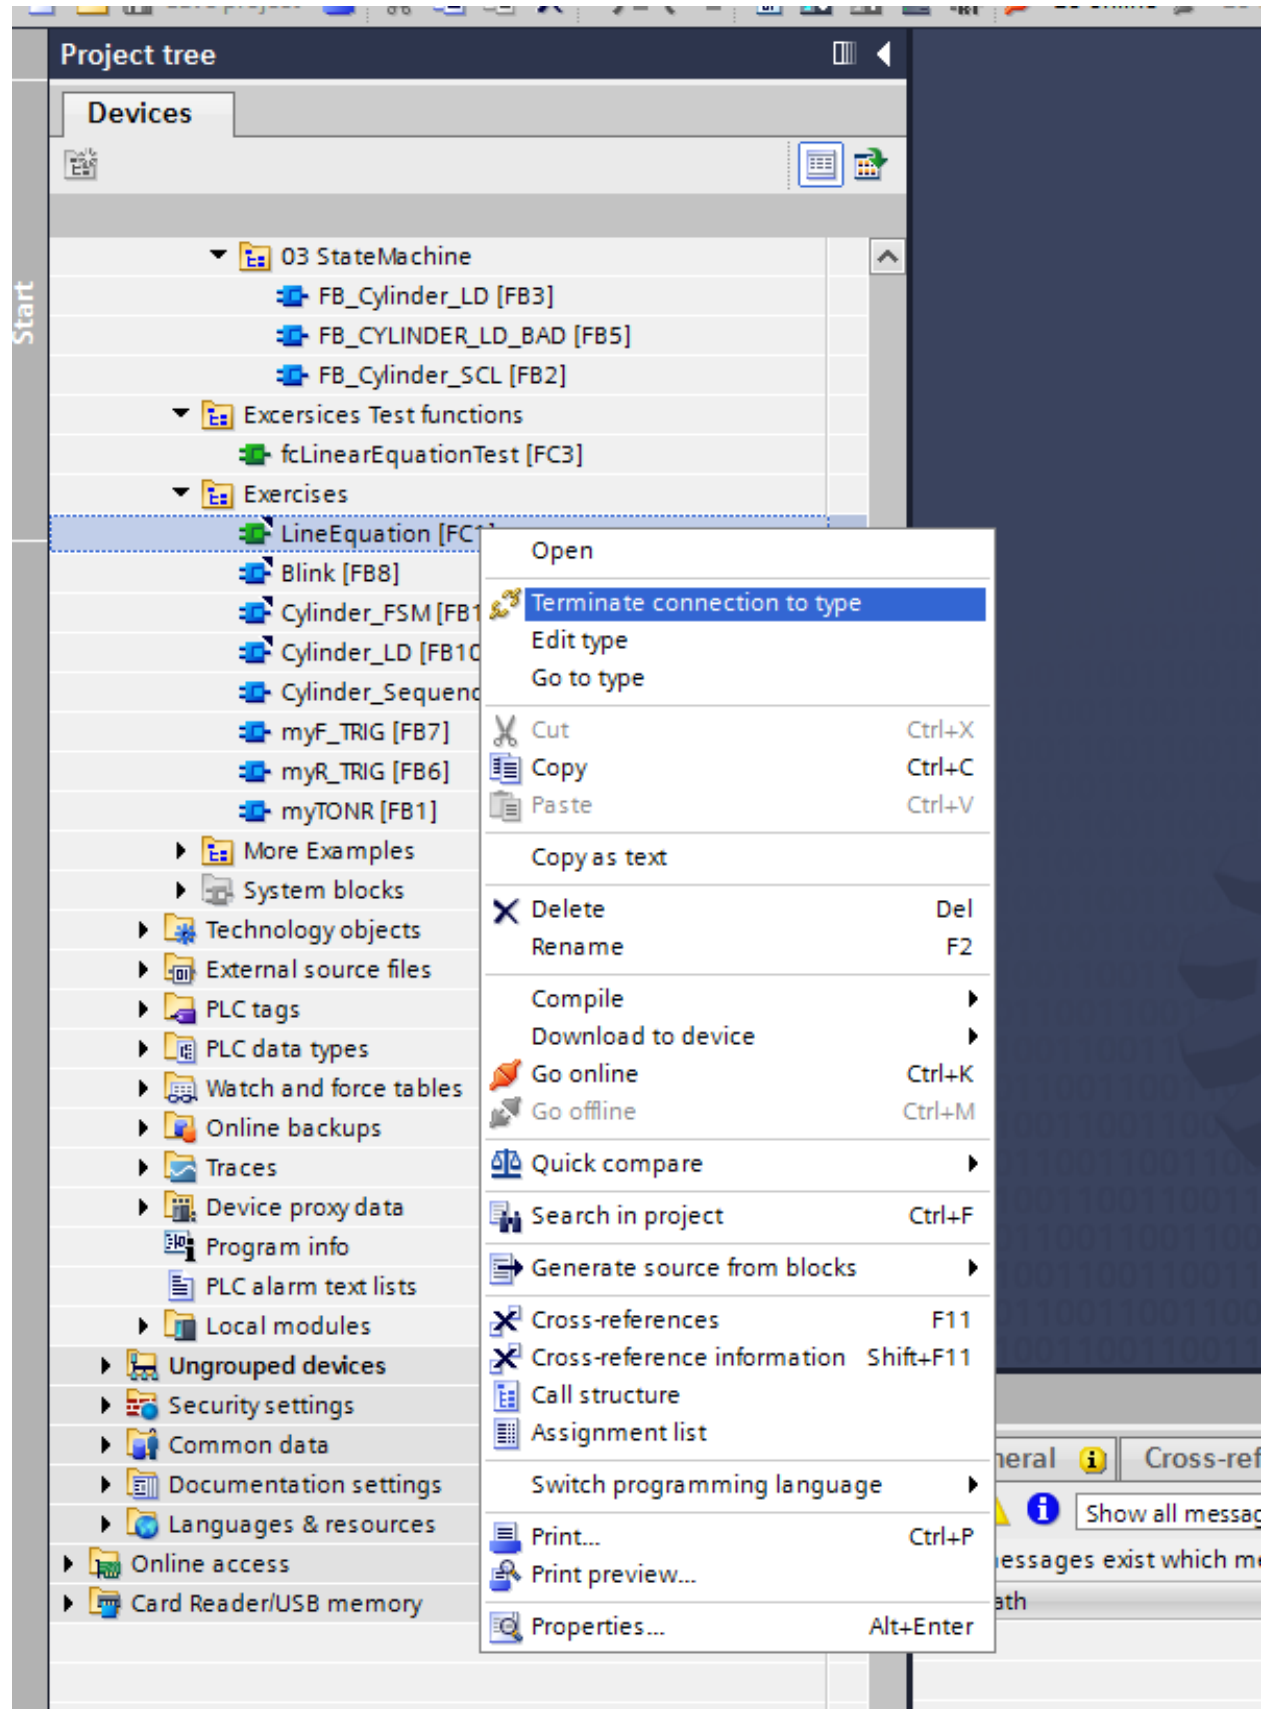 Project tree
Devices
Start
03 StateMachine
FB_Cylinder_LD [FB3]
FB_CYLINDER_LD_BAD [FB5]
FB_Cylinder_SCL [FB2]
Excersices Test functions
fcLinearEquationTest [FC3]
Exercises
LineEquation [FC1]
Blink [FB8]
Cylinder_FSM [FB1
Cylinder_LD [FB10
Cylinder_Sequenc
myF_TRIG [FB7]
myR_TRIG [FB6]
myTONR [FB1]
More Examples
System blocks
Technology objects
External source files
PLC tags
PLC data types
Watch and force tables
Online backups
Traces
Device proxy data
Program info
PLC alarm text lists
Local modules
Ungrouped devices
Security settings
Common data
Documentation settings
Languages & resources
Online access
Card Reader/USB memory
Open
Terminate connection to type
Edit type
Go to type
Cut Ctrl+X
Copy Ctrl+C
Paste Ctrl+V
Copy as text
Delete Del
Rename F2
Compile
Download to device
Go online Ctrl+K
Go offline Ctrl+M
Quick compare
Search in project Ctrl+F
Generate source from blocks
Cross-references F11
Cross-reference information Shift+F11
Call structure
Assignment list
Switch programming language
Print... Ctrl+P
Print preview...
Properties... Alt+Enter
neral Cross-ref
Show all messag
essages exist which me
ath